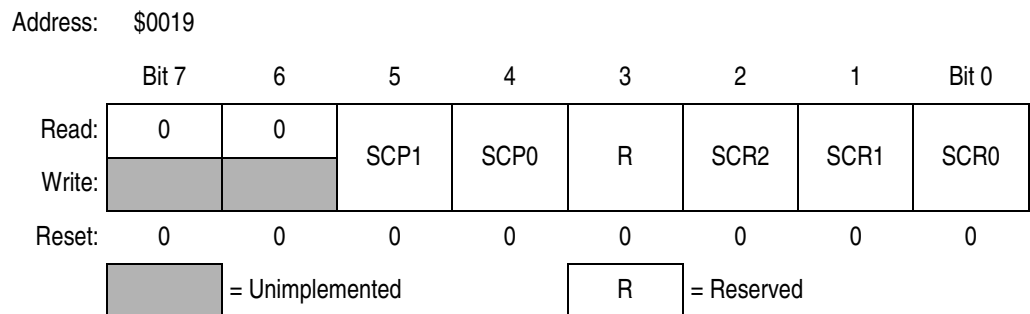 Address: $0019
Bit 7 6 5 4 3 2 1 Bit 0
Read: 0 0 SCP1 SCP0 R SCR2 SCR1 SCR0
Write:
Reset: 0 0 0 0 0 0 0 0
= Unimplemented R = Reserved